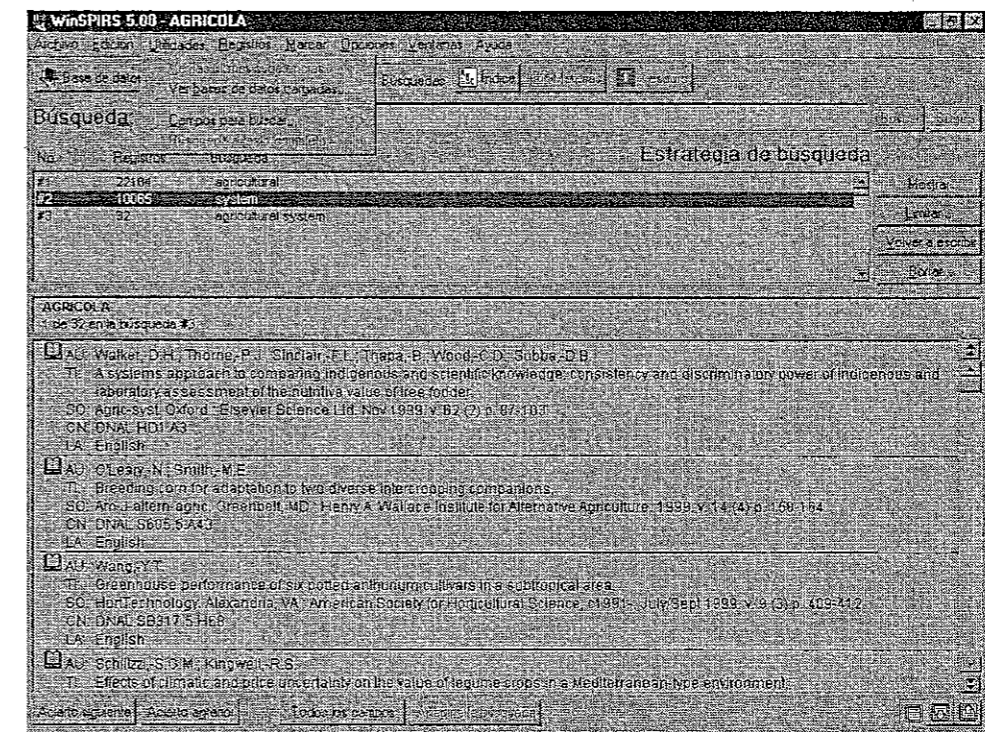 WinSPIRS 5.00 - AGRICOLA
Archivo Edición Utilidades Registros Marcar Opciones Ventanas Ayuda
Base de datos Búsquedas Índice
Ver bases de datos cargadas...
Búsqueda: Campos para buscar...
No. Registros Búsqueda Estrategia de búsqueda
#1 22184 agricultural Mostrar
#2 10065 system Limitar...
#3 32 agricultural system
Volver a escribir
Borrar...
AGRICOLA
1 de 32 en la búsqueda #3
AU: Walker,-D.H.; Thorne,-P.J.; Sinclair,-F.L.; Thapa,-B.; Wood,-C.D.; Subba,-D.B.
TI: A systems approach to comparing indigenous and scientific knowledge: consistency and discriminatory power of indigenous and
laboratory assessment of the nutritive value of tree fodder.
SO: Agric-syst. Oxford : Elsevier Science Ltd. Nov 1999. v. 62 (2) p. 87-103.
CN: DNAL HD1.A3
LA: English
AU: O'Leary,-N.; Smith,-M.E.
TI: Breeding corn for adaptation to two diverse intercropping companions.
SO: Am-J-altern-agric. Greenbelt, MD : Henry A. Wallace Institute for Alternative Agriculture. 1999. v. 14 (4) p. 158-164.
CN: DNAL S605.5.A43
LA: English
AU: Wang,-Y.T.
TI: Greenhouse performance of six potted anthurium cultivars in a subtropical area.
SO: HortTechnology. Alexandria, VA : American Society for Horticultural Science, c1991-. July/Sept 1999. v. 9 (3) p. 409-412.
CN: DNAL SB317.5.H68
LA: English
AU: Schilizzi,-S.G.M.; Kingwell,-R.S.
TI: Effects of climatic and price uncertainty on the value of legume crops in a Mediterranean-type environment.
Acierto siguiente Acierto anterior Todos los campos